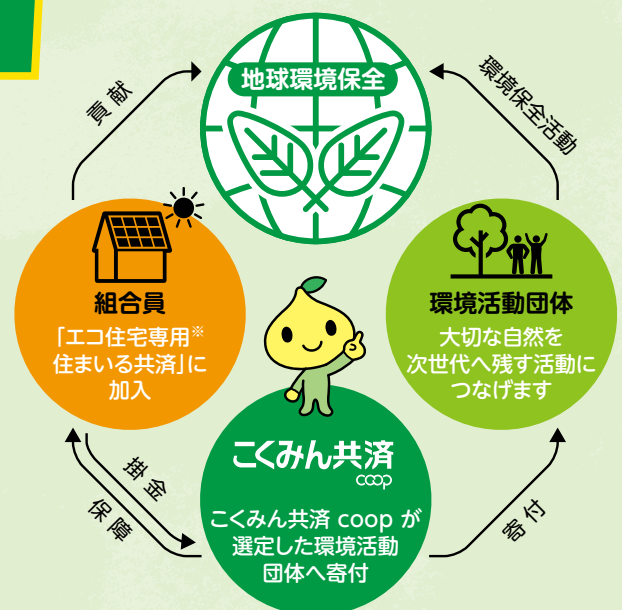 地球環境保全
貢献
環境保全活動
組合員
「エコ住宅専用※
住まいる共済」に
加入
環境活動団体
大切な自然を
次世代へ残す活動に
つなげます
こくみん共済
coop
こくみん共済 coop が
選定した環境活動
団体へ寄付
掛金
保障
寄付